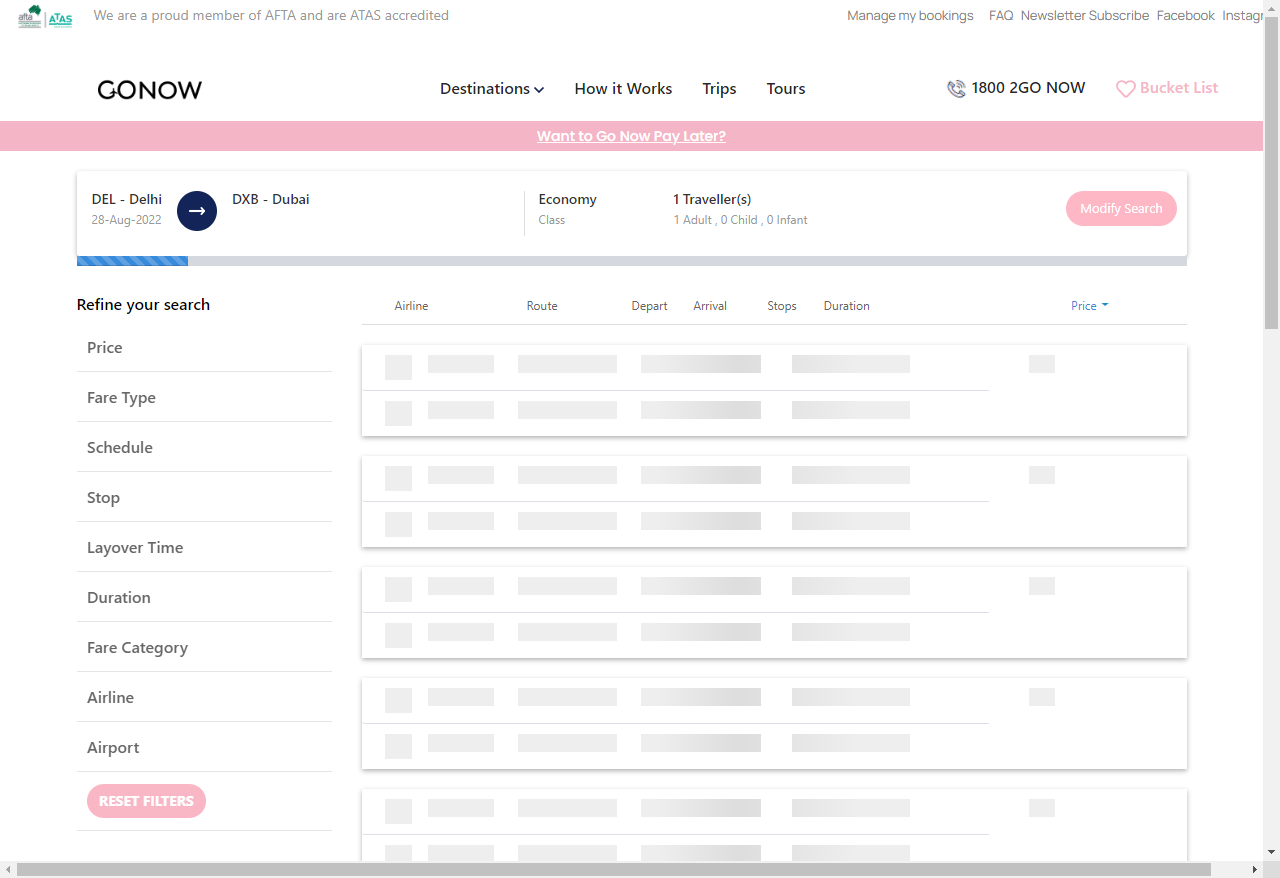 afta ATAS We are a proud member of AFTA and are ATAS accredited Manage my bookings FAQ Newsletter Subscribe Facebook Instagr
GONOW Destinations How it Works Trips Tours 1800 2GO NOW Bucket List
Want to Go Now Pay Later?
DEL - Delhi DXB - Dubai Economy 1 Traveller(s) Modify Search
28-Aug-2022 Class 1 Adult , 0 Child , 0 Infant
Refine your search Airline Route Depart Arrival Stops Duration Price
Price
Fare Type
Schedule
Stop
Layover Time
Duration
Fare Category
Airline
Airport
RESET FILTERS